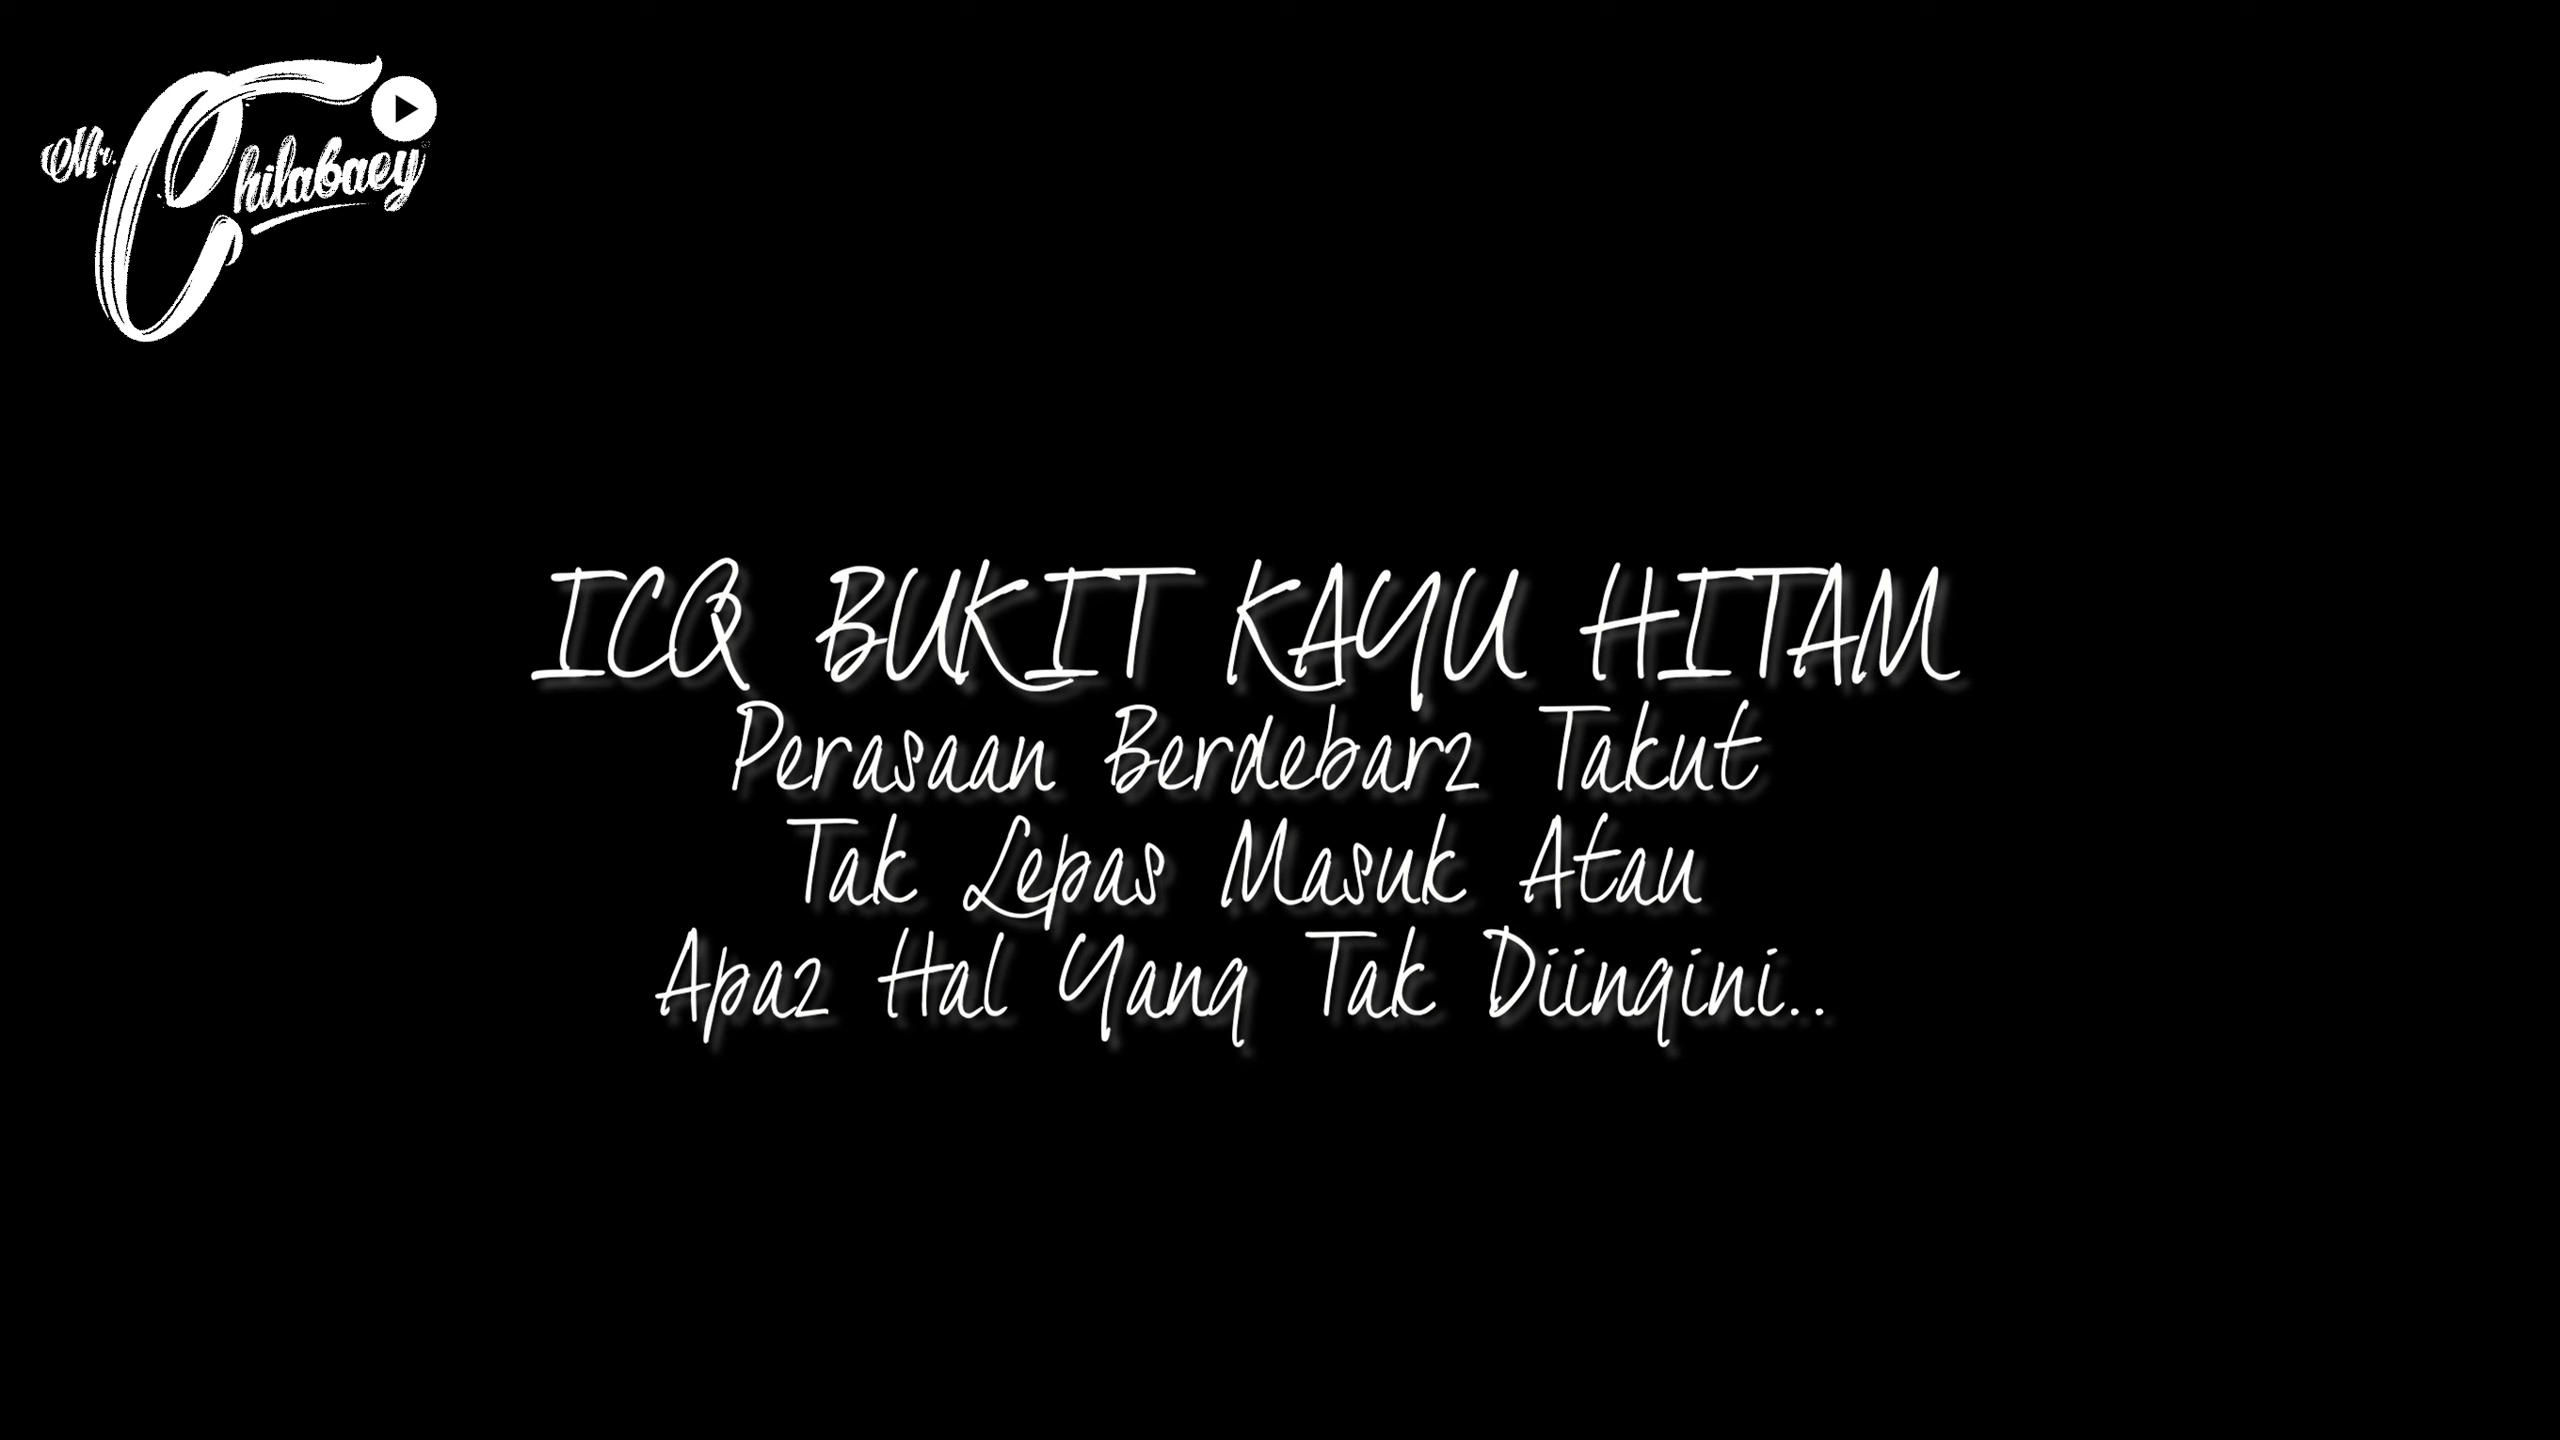 Mr. Chilabaey
ICQ BUKIT KAYU HITAM
Perasaan Berdebar2 Takut
Tak Lepas Masuk Atau
Apa2 Hal Yang Tak Diingini..